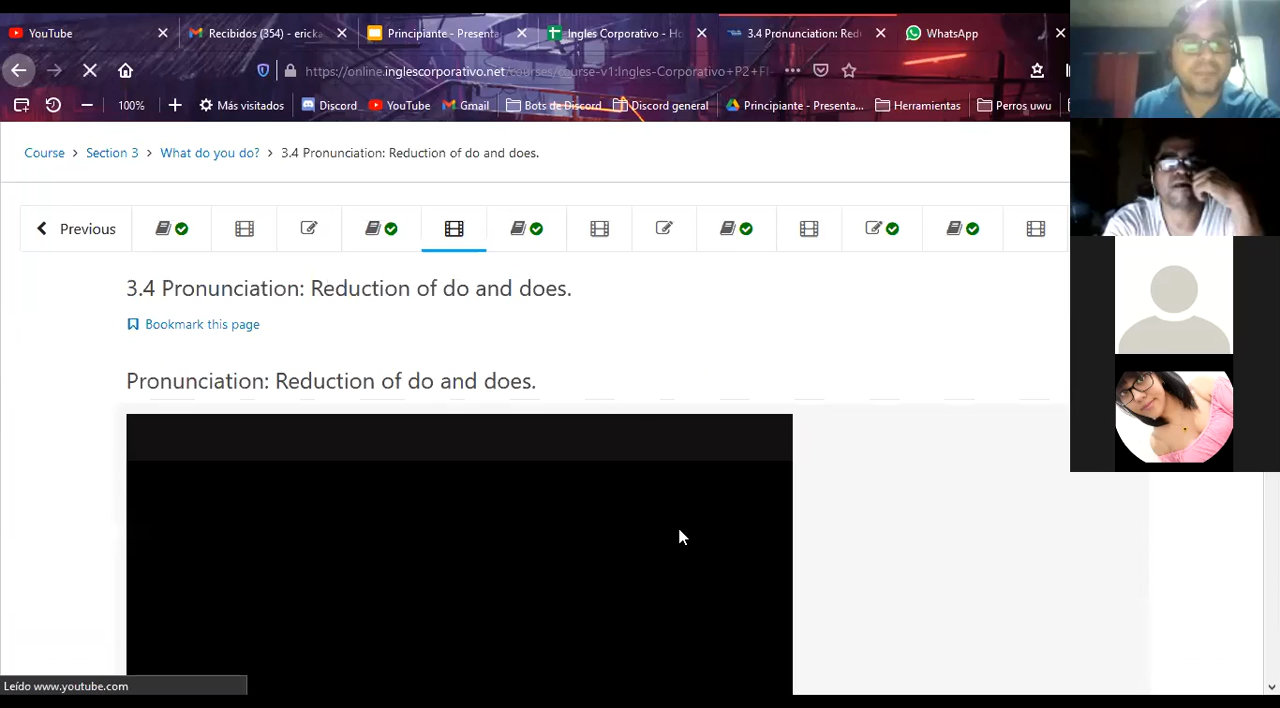 YouTube
Recibidos (354) - ericka
Principiante - Presenta
Ingles Corporativo - Ho
3.4 Pronunciation: Red
WhatsApp
https://online.inglescorporativo.net/courses/course-v1:Ingles-Corporativo+P2+FI
100%
Más visitados
Discord
YouTube
Gmail
Bots de Discord
Discord general
Principiante - Presenta...
Herramientas
Perros uwu
Course > Section 3 > What do you do? > 3.4 Pronunciation: Reduction of do and does.
Previous
3.4 Pronunciation: Reduction of do and does.
Bookmark this page
Pronunciation: Reduction of do and does.
Leído www.youtube.com